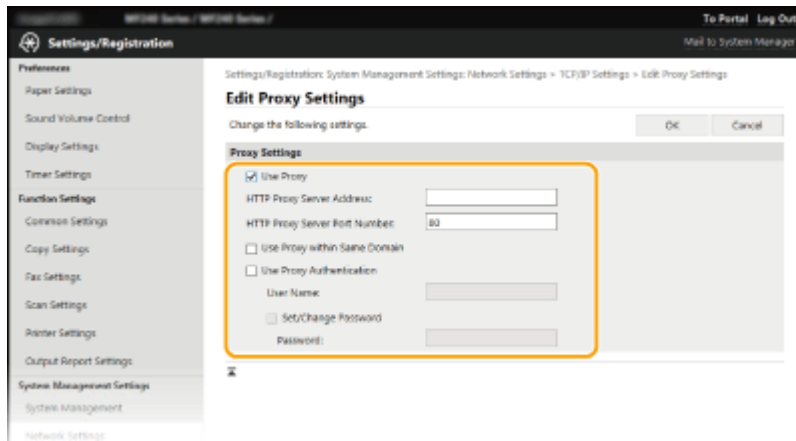 MF240 Series / MF240 Series /
To Portal Log Out
Settings/Registration
Mail to System Manager
Preferences
Paper Settings
Sound Volume Control
Display Settings
Timer Settings
Function Settings
Common Settings
Copy Settings
Fax Settings
Scan Settings
Printer Settings
Output Report Settings
System Management Settings
System Management
Network Settings
Settings/Registration: System Management Settings: Network Settings > TCP/IP Settings > Edit Proxy Settings
Edit Proxy Settings
Change the following settings.
OK
Cancel
Proxy Settings
Use Proxy
HTTP Proxy Server Address:
HTTP Proxy Server Port Number: 80
Use Proxy within Same Domain
Use Proxy Authentication
User Name:
Set/Change Password
Password: